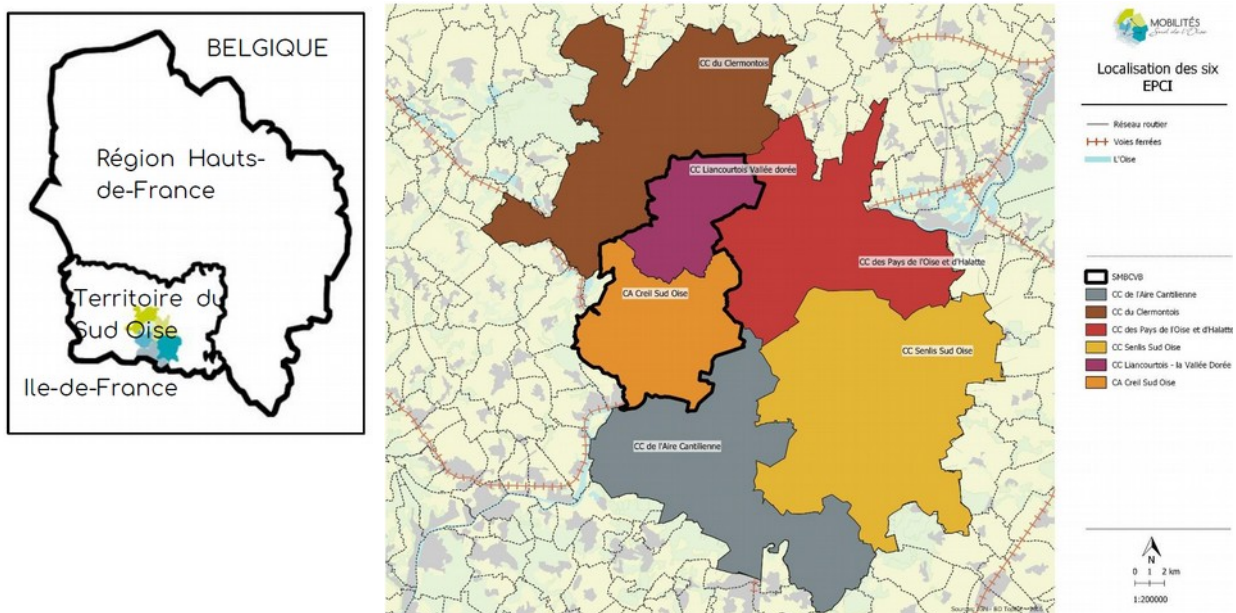 BELGIQUE
Région Hauts-
de-France
Territoire du
Sud Oise
Ile-de-France
CC du Clermontois
CC Liancourtois Vallée dorée
CC des Pays de l'Oise et d'Halatte
CA Creil Sud Oise
CC Senlis Sud Oise
CC de l'Aire Cantilienne
MOBILITÉS
Sud de l'Oise
Localisation des six
EPCI
Réseau routier
Voies ferrées
L'Oise
SMBCVB
CC de l'Aire Cantilienne
CC du Clermontois
CC des Pays de l'Oise et d'Halatte
CC Senlis Sud Oise
CC Liancourtois - la Vallée Dorée
CA Creil Sud Oise
N
0 1 2 km
1:200000